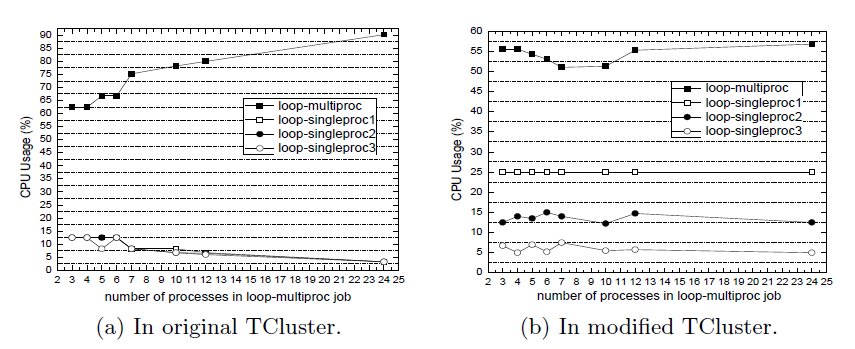 90
85
80
75
70
65
60
55
50
45
40
35
30
25
20
15
10
5
0
CPU Usage (%)
loop-multiproc
loop-singleproc1
loop-singleproc2
loop-singleproc3
2 3 4 5 6 7 8 9 10 11 12 13 14 15 16 17 18 19 20 21 22 23 24 25
number of processes in loop-multiproc job
(a) In original TCluster.
60
55
50
45
40
35
30
25
20
15
10
5
0
CPU Usage (%)
loop-multiproc
loop-singleproc1
loop-singleproc2
loop-singleproc3
2 3 4 5 6 7 8 9 10 11 12 13 14 15 16 17 18 19 20 21 22 23 24 25
number of processes in loop-multiproc job
(b) In modified TCluster.